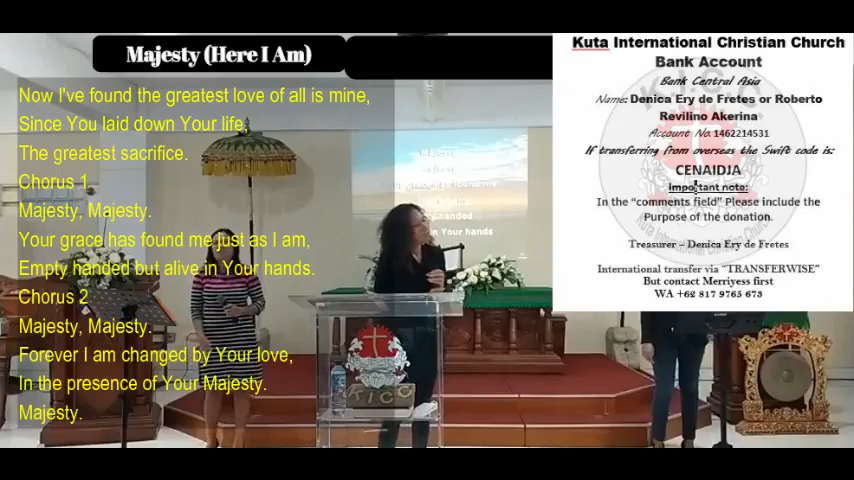 Majesty (Here I Am)
Now I've found the greatest love of all is mine,
Since You laid down Your life,
The greatest sacrifice.
Chorus 1
Majesty, Majesty.
Your grace has found me just as I am,
Empty handed but alive in Your hands.
Chorus 2
Majesty, Majesty.
Forever I am changed by Your love,
In the presence of Your Majesty.
Majesty.
Kuta International Christian Church
Bank Account
Bank Central Asia
Name: Denica Ery de Fretes or Roberto
Revilino Akerina
Account No. 1462214531
If transferring from overseas the Swift code is:
CENAIDJA
Important note:
In the "comments field" Please include the
Purpose of the donation.
Treasurer – Denica Ery de Fretes
International transfer via "TRANSFERWISE"
But contact Merriyess first
WA +62 817 9765 673
in Your hands
KICC